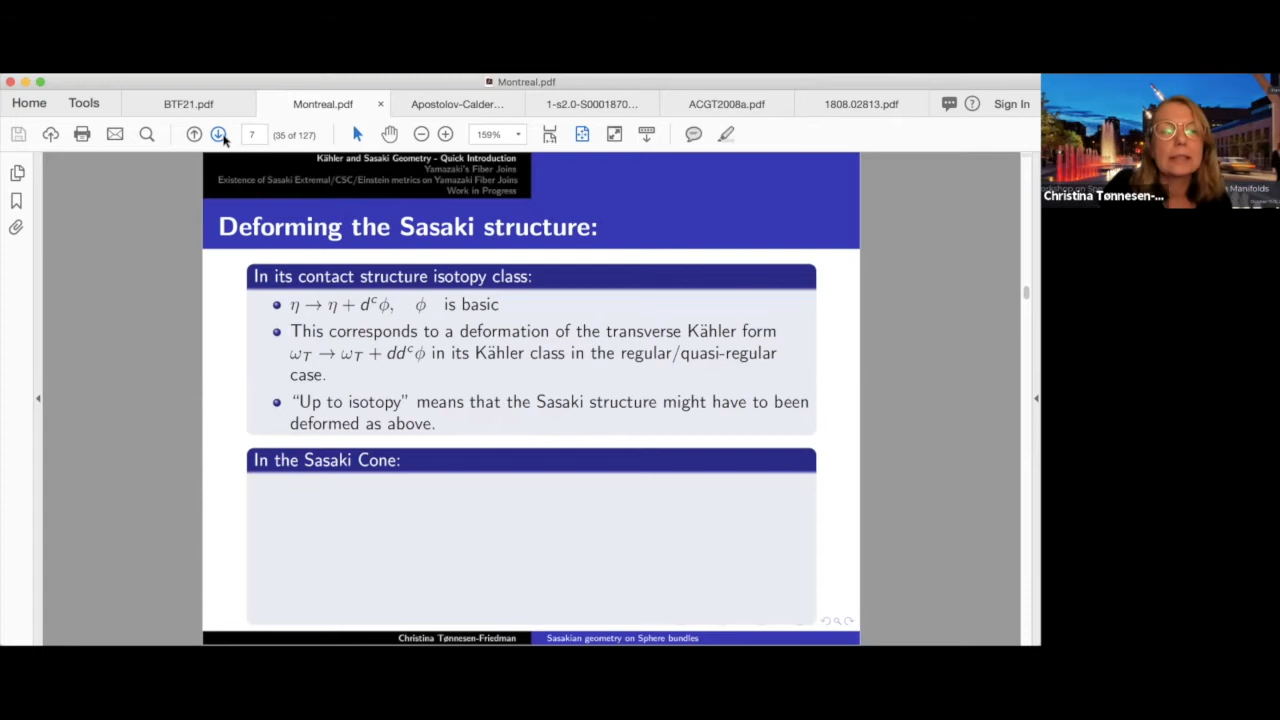 Montreal.pdf
Home
Tools
BTF21.pdf
Montreal.pdf
×
Apostolov-Calder...
1-s2.0-S0001870...
ACGT2008a.pdf
1808.02813.pdf
Sign In
7
(35 of 127)
159%
Kähler and Sasaki Geometry - Quick Introduction
Yamazaki's Fiber Joins
Existence of Sasaki Extremal/CSC/Einstein metrics on Yamazaki Fiber Joins
Work in Progress
Deforming the Sasaki structure:
In its contact structure isotopy class:
η → η + dᶜφ, φ is basic
This corresponds to a deformation of the transverse Kähler form
ω_T → ω_T + ddᶜφ in its Kähler class in the regular/quasi-regular
case.
"Up to isotopy" means that the Sasaki structure might have to been
deformed as above.
In the Sasaki Cone:
Christina Tønnesen-Friedman
Sasakian geometry on Sphere bundles
Manifolds
Christina Tønnesen-...